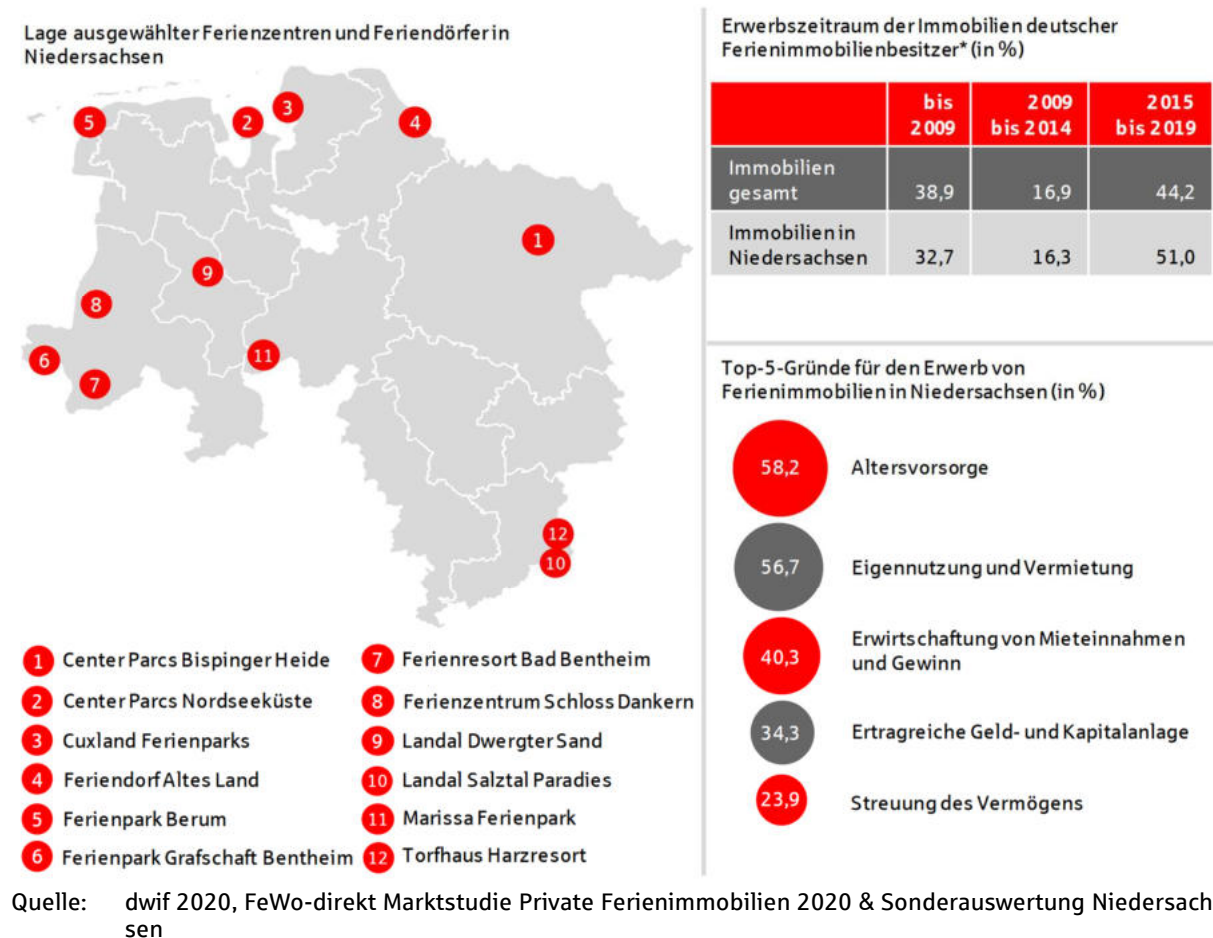 Lage ausgewählter Ferienzentren und Feriendörfer in
Niedersachsen
5
2
3
4
1
9
8
6
7
11
12
10
1 Center Parcs Bispinger Heide
2 Center Parcs Nordseeküste
3 Cuxland Ferienparks
4 Feriendorf Altes Land
5 Ferienpark Berum
6 Ferienpark Grafschaft Bentheim
7 Ferienresort Bad Bentheim
8 Ferienzentrum Schloss Dankern
9 Landal Dwergter Sand
10 Landal Salztal Paradies
11 Marissa Ferienpark
12 Torfhaus Harzresort
Erwerbszeitraum der Immobilien deutscher
Ferienimmobilienbesitzer* (in %)
bis 2009 2015
2009 bis 2014 bis 2019
Immobilien
gesamt 38,9 16,9 44,2
Immobilien in
Niedersachsen 32,7 16,3 51,0
Top-5-Gründe für den Erwerb von
Ferienimmobilien in Niedersachsen (in %)
58,2 Altersvorsorge
56,7 Eigennutzung und Vermietung
40,3 Erwirtschaftung von Mieteinnahmen
und Gewinn
34,3 Ertragreiche Geld- und Kapitalanlage
23,9 Streuung des Vermögens
Quelle: dwif 2020, FeWo-direkt Marktstudie Private Ferienimmobilien 2020 & Sonderauswertung Niedersach
sen